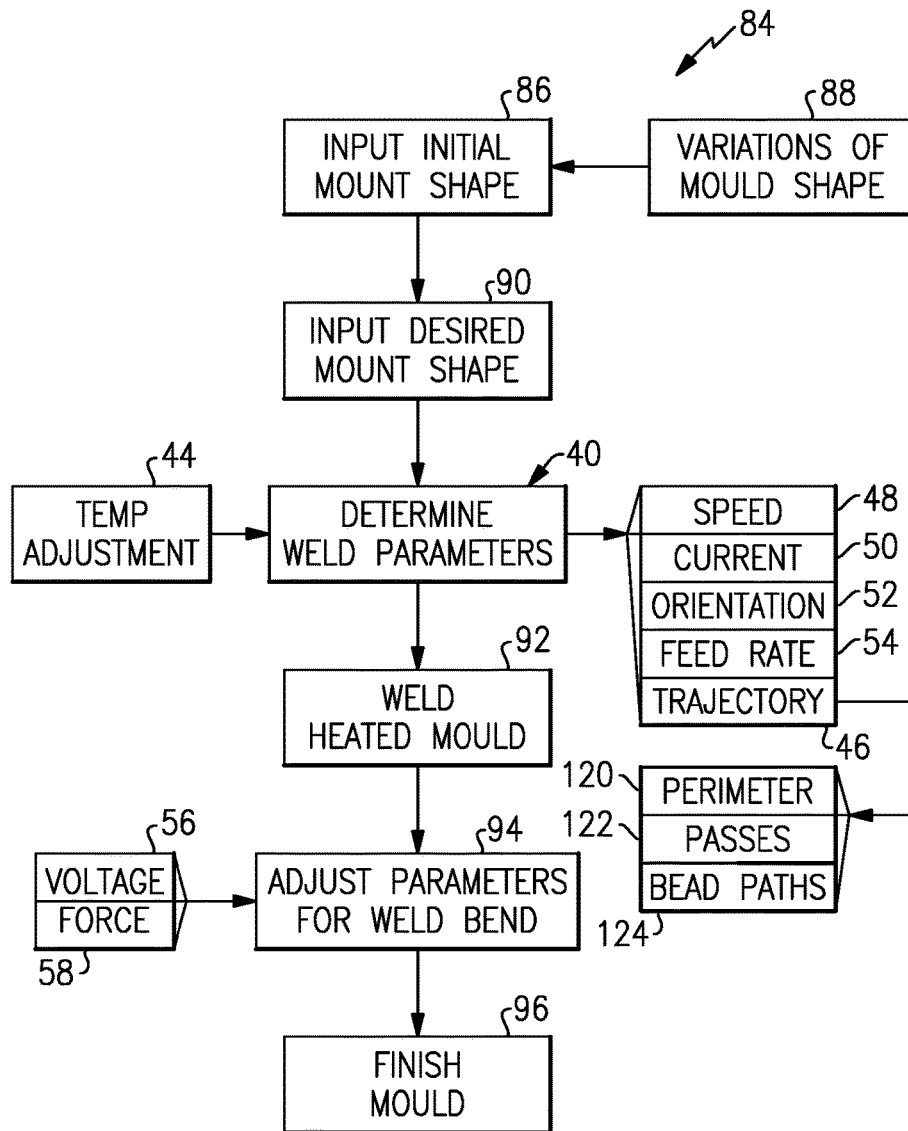 84
86
88
INPUT INITIAL
MOUNT SHAPE
VARIATIONS OF
MOULD SHAPE
90
INPUT DESIRED
MOUNT SHAPE
44
40
TEMP
ADJUSTMENT
DETERMINE
WELD PARAMETERS
SPEED
48
CURRENT
50
ORIENTATION
52
FEED RATE
54
TRAJECTORY
46
92
WELD
HEATED MOULD
120
PERIMETER
122
PASSES
BEAD PATHS
124
56
VOLTAGE
FORCE
58
94
ADJUST PARAMETERS
FOR WELD BEND
96
FINISH
MOULD